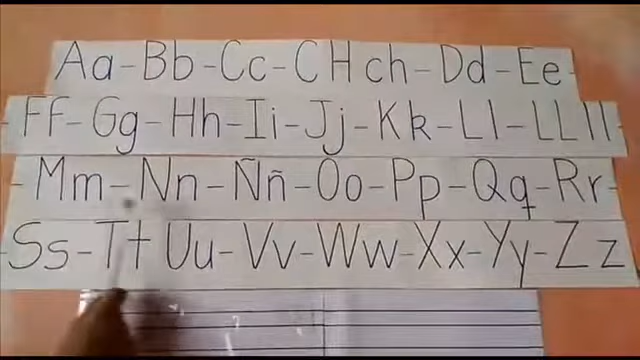 Aa-Bb-Cc-CHch-Dd-Ee-
-Ff-Gg-Hh-Ii-Jj-Kk-Ll-LLll-
-Mm-Nn-Ññ-Oo-Pp-Qq-Rr-
Ss-Tt Uu-Vv-Ww-Xx-Yy-Zz-